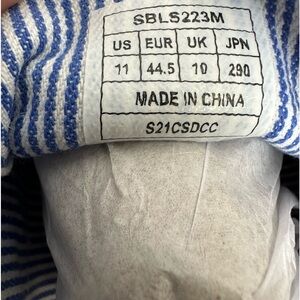 SBLS223M
US EUR UK JPN
11 44.5 10 290
MADE IN CHINA
S21CSDCC